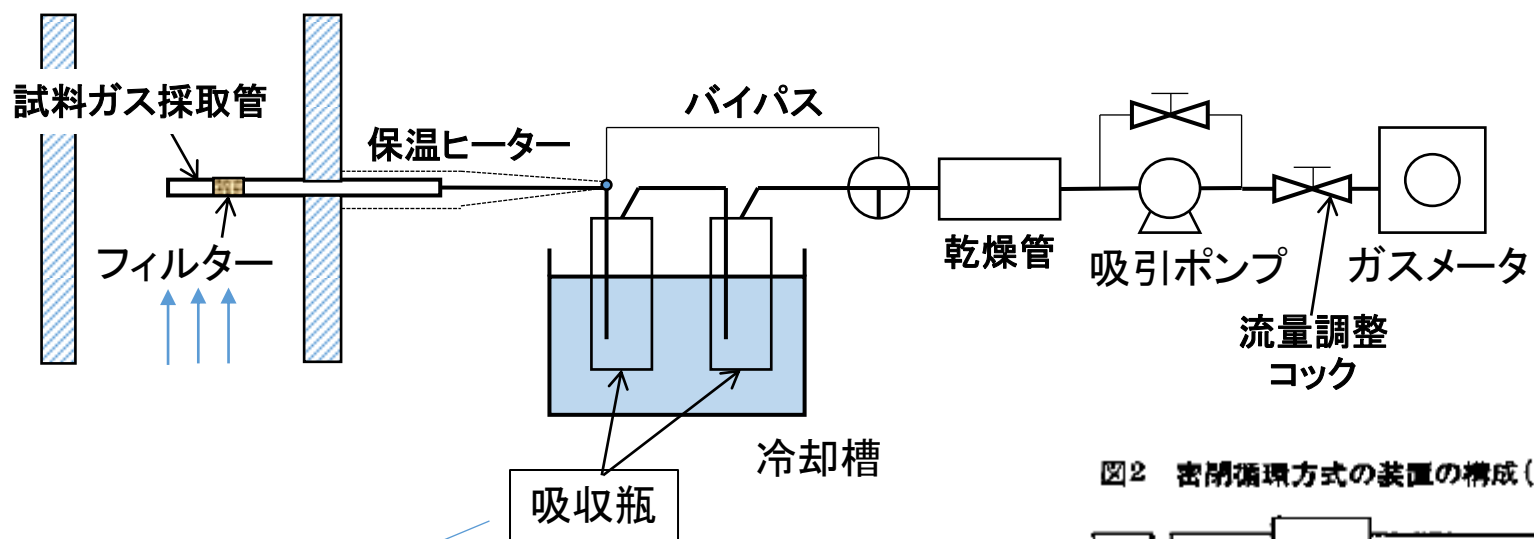 試料ガス採取管
バイパス
保温ヒーター
フィルター
乾燥管
吸引ポンプ
ガスメータ
流量調整
コック
冷却槽
吸収瓶
図2 密閉循環方式の装置の構成(